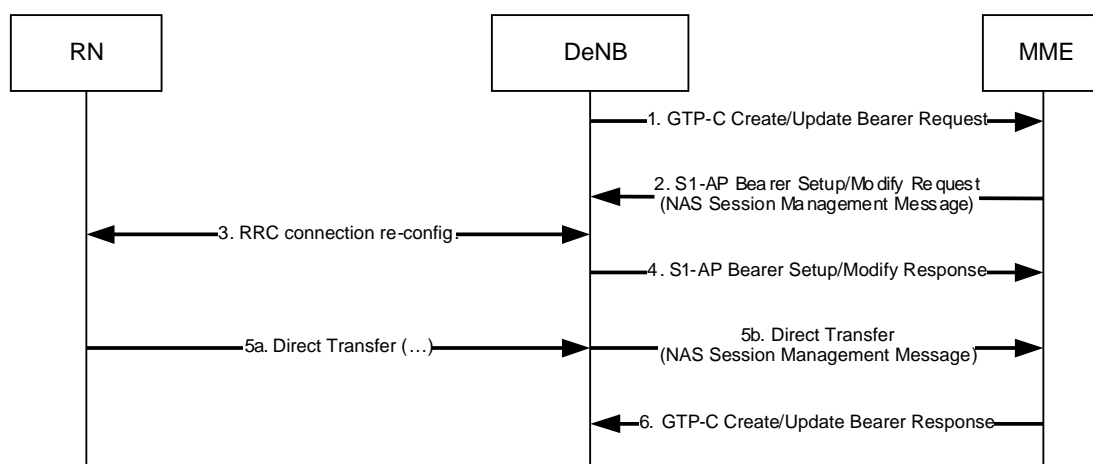 RN
DeNB
MME
1. GTP-C Create/Update Bearer Request
2. S1-AP Bearer Setup/Modify Request
(NAS Session Management Message)
3. RRC connection re-config.
4. S1-AP Bearer Setup/Modify Response
5a. Direct Transfer (…)
5b. Direct Transfer
(NAS Session Management Message)
6. GTP-C Create/Update Bearer Response